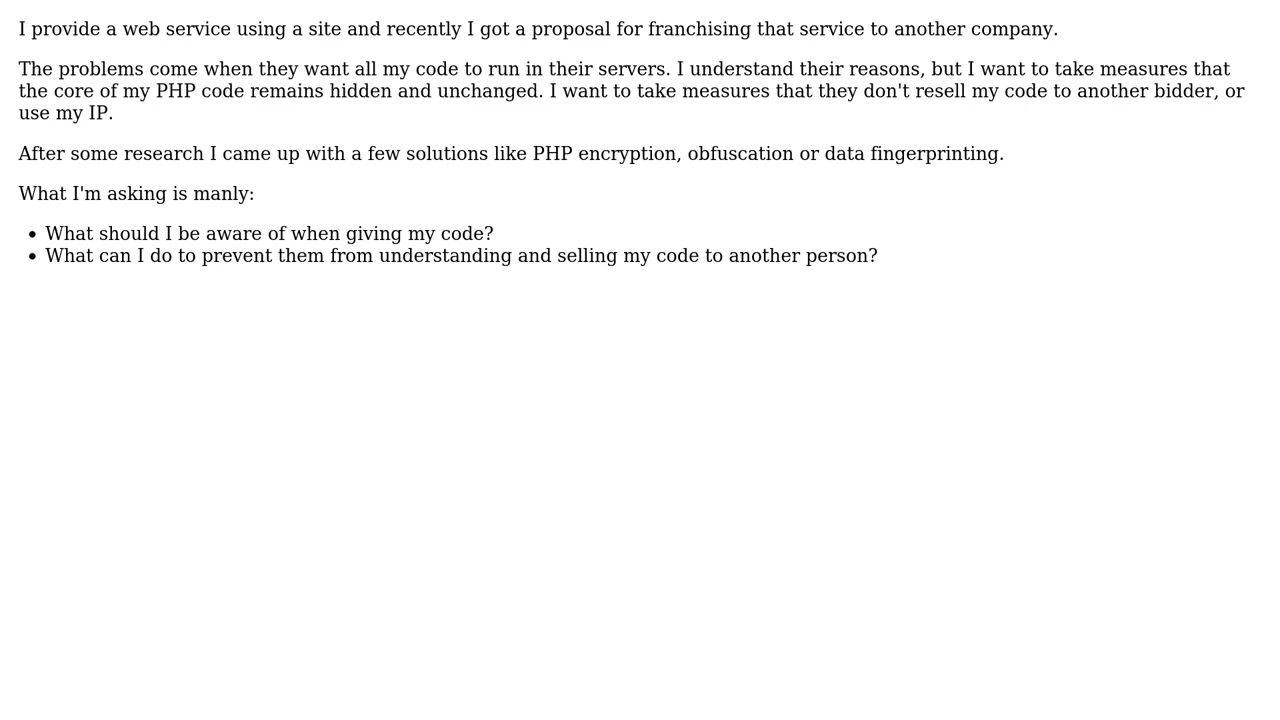 I provide a web service using a site and recently I got a proposal for franchising that service to another company.
The problems come when they want all my code to run in their servers. I understand their reasons, but I want to take measures that
the core of my PHP code remains hidden and unchanged. I want to take measures that they don't resell my code to another bidder, or
use my IP.
After some research I came up with a few solutions like PHP encryption, obfuscation or data fingerprinting.
What I'm asking is manly:
• What should I be aware of when giving my code?
• What can I do to prevent them from understanding and selling my code to another person?